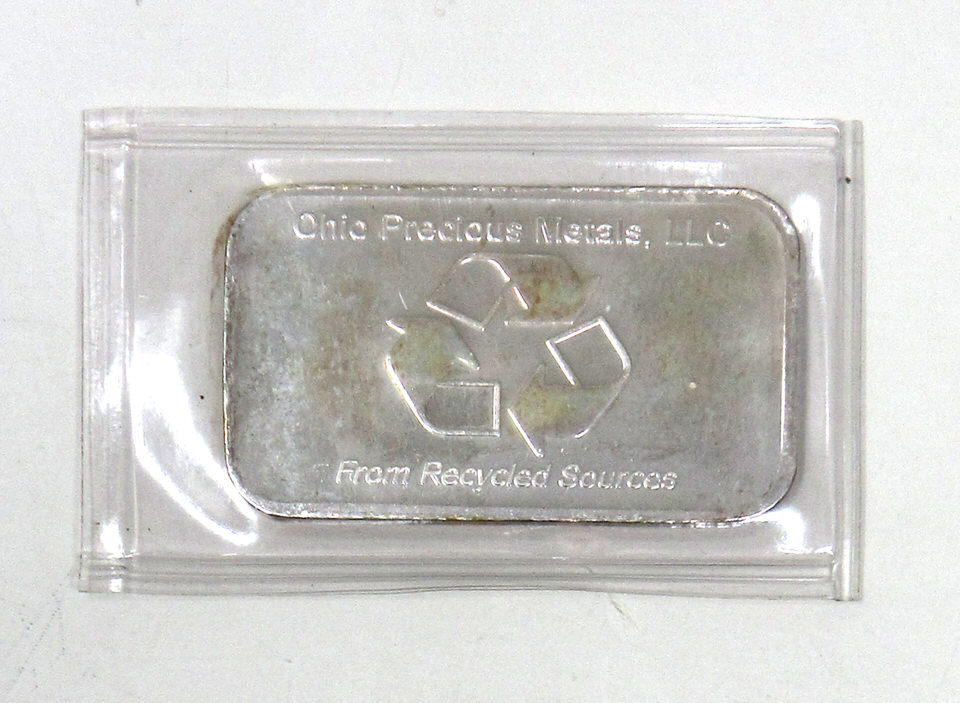 Ohio Precious Metals, LLC
From Recycled Sources